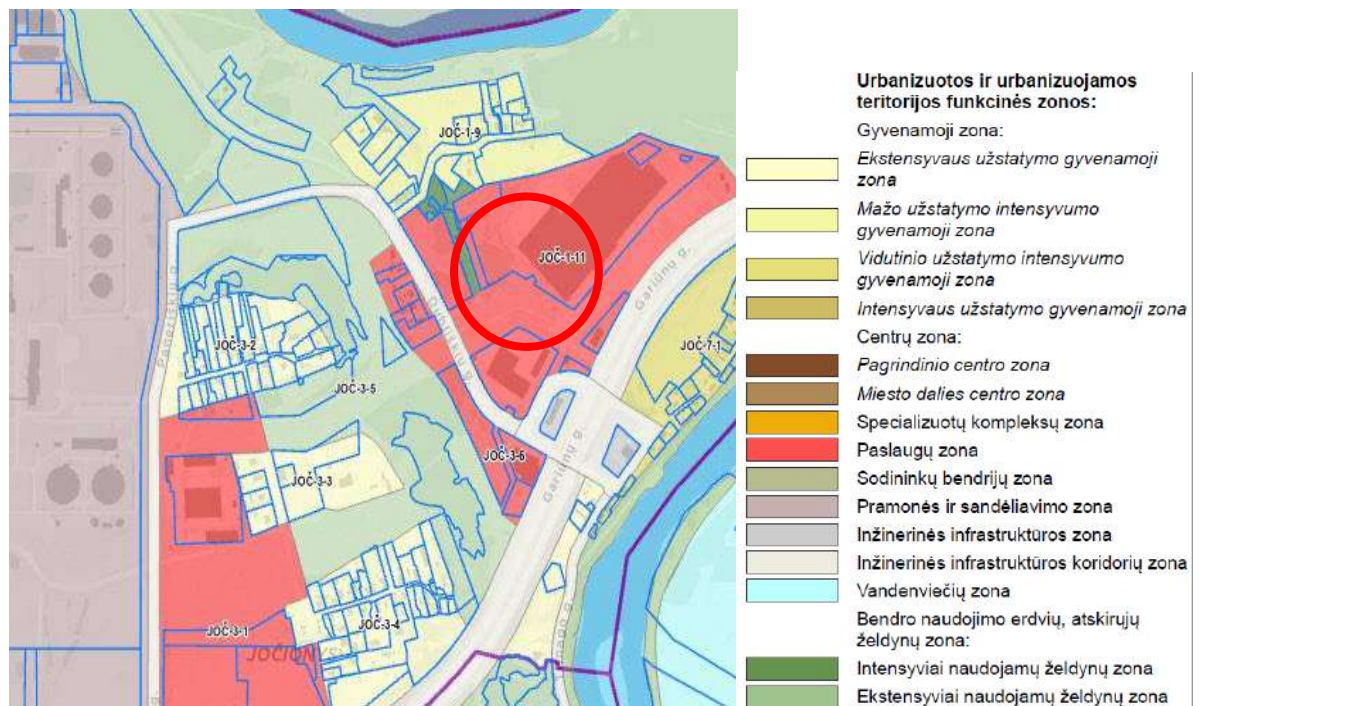 JOČ-1-9
JOČ-1-11
Gariūnų g.
Paneriškių g.
JOČ-3-2
JOČ-7-1
JOČ-3-5
JOČ-3-6
Gariūnų g.
JOČ-3-3
JOČ-3-1
JOČ-3-4
g.
Urbanizuotos ir urbanizuojamos
teritorijos funkcinės zonos:
Gyvenamoji zona:
Ekstensyvaus užstatymo gyvenamoji
zona
Mažo užstatymo intensyvumo
gyvenamoji zona
Vidutinio užstatymo intensyvumo
gyvenamoji zona
Intensyvaus užstatymo gyvenamoji zona
Centrų zona:
Pagrindinio centro zona
Miesto dalies centro zona
Specializuotų kompleksų zona
Paslaugų zona
Sodininkų bendrijų zona
Pramonės ir sandėliavimo zona
Inžinerinės infrastruktūros zona
Inžinerinės infrastruktūros koridorių zona
Vandenviečių zona
Bendro naudojimo erdvių, atskirųjų
želdynų zona:
Intensyviai naudojamų želdynų zona
Ekstensyviai naudojamų želdynų zona